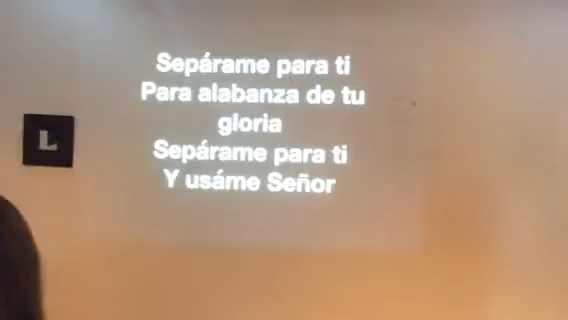 Sepárame para ti
Para alabanza de tu
gloria
Sepárame para ti
Y usáme Señor
L